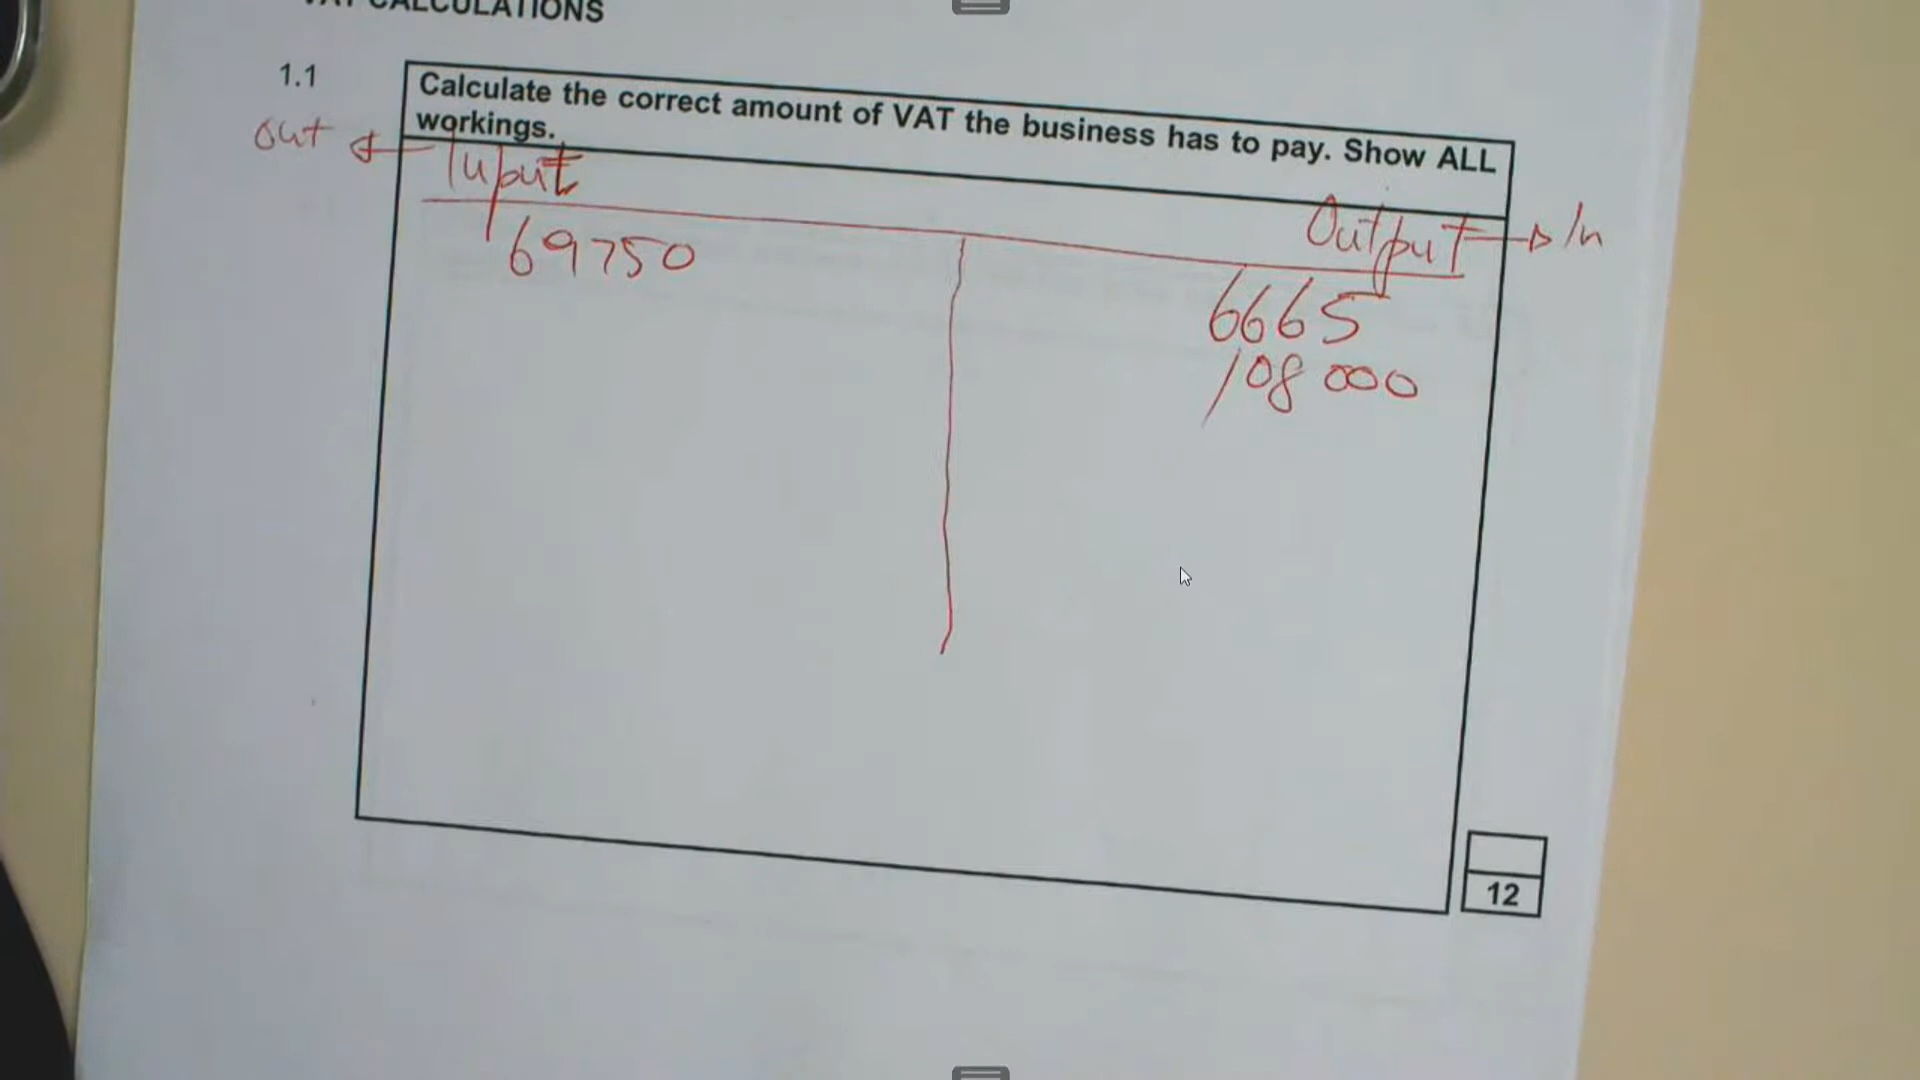 VAT CALCULATIONS
1.1
Calculate the correct amount of VAT the business has to pay. Show ALL
workings.
out
Input
Output
In
69750
6665
108 000
12